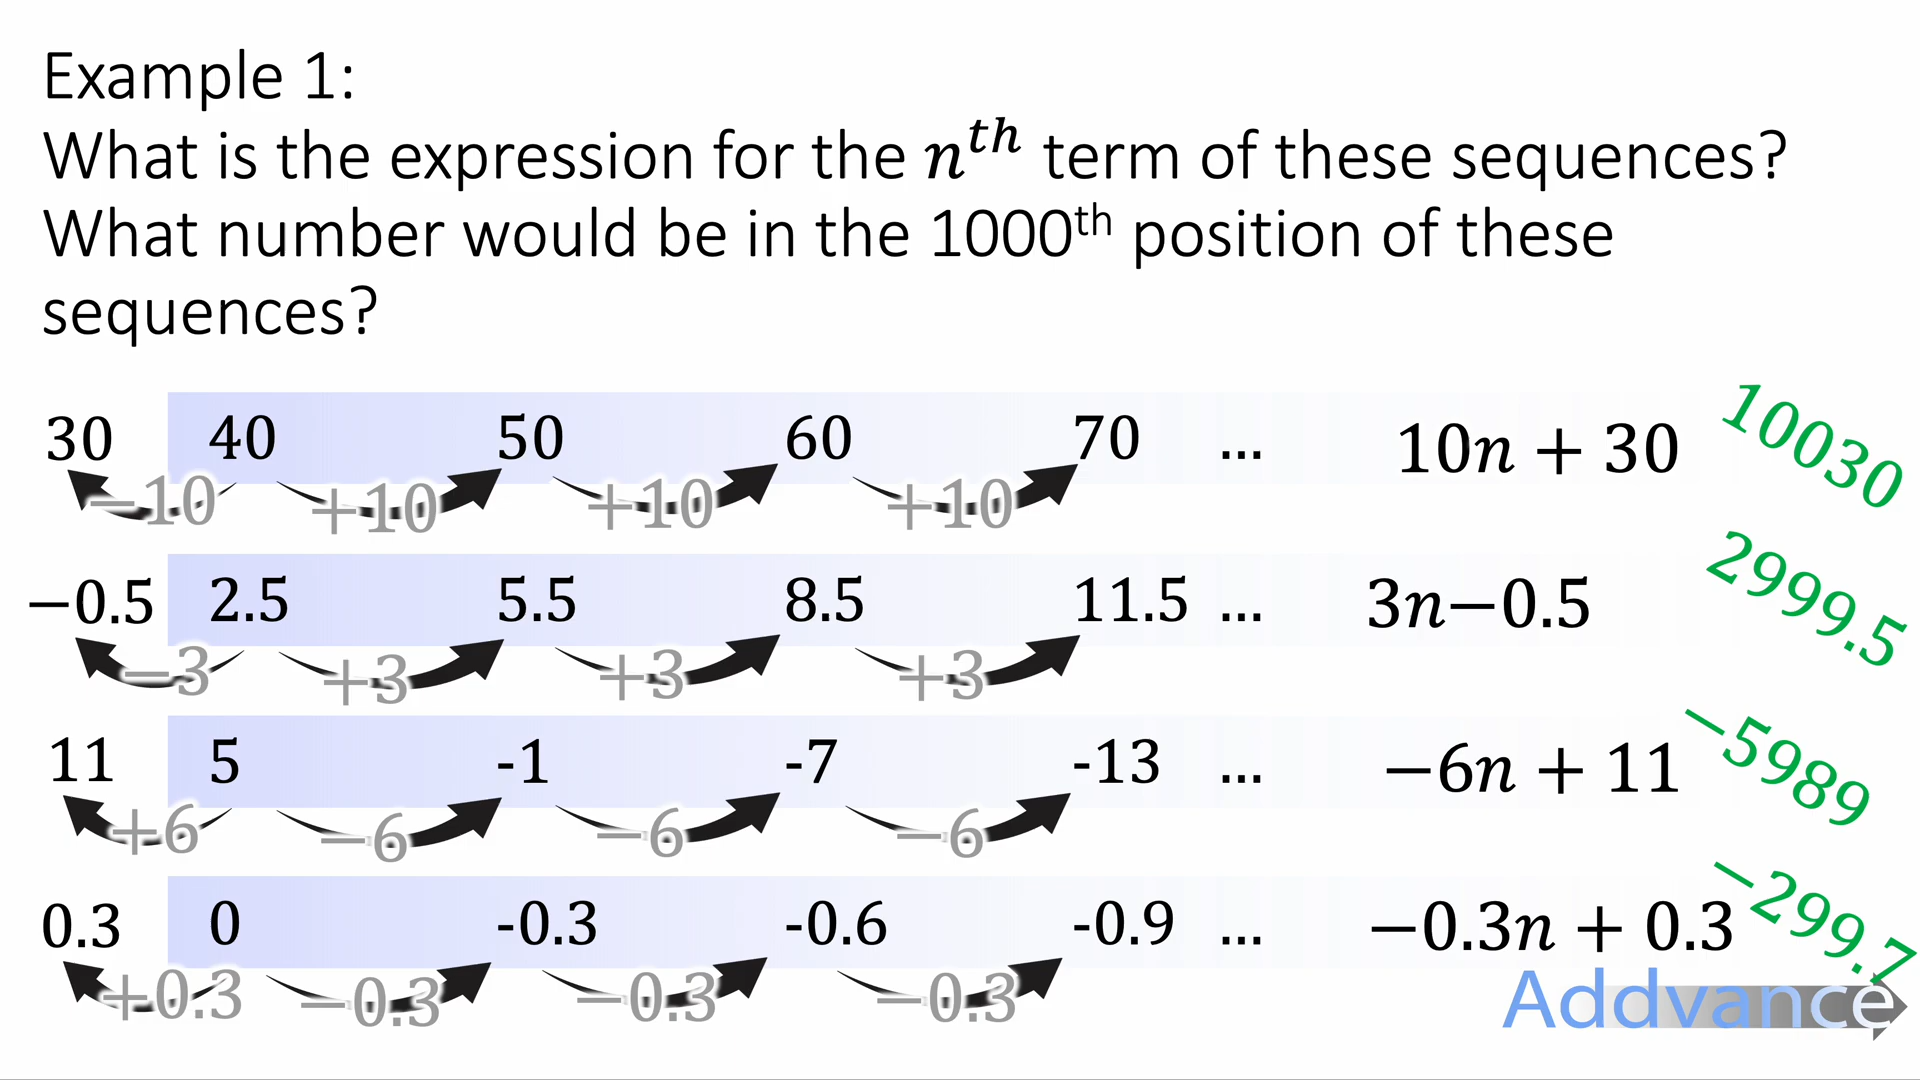 Example 1:
What is the expression for the nᵗʰ term of these sequences?
What number would be in the 1000ᵗʰ position of these
sequences?
30 40 50 60 70 ... 10n + 30 10030
−10 +10 +10 +10
−0.5 2.5 5.5 8.5 11.5 ... 3n−0.5 2999.5
−3 +3 +3 +3
11 5 -1 -7 -13 ... −6n + 11 −5989
+6 −6 −6 −6
0.3 0 -0.3 -0.6 -0.9 ... −0.3n + 0.3 −299.7
+0.3 −0.3 −0.3 −0.3
Addvance